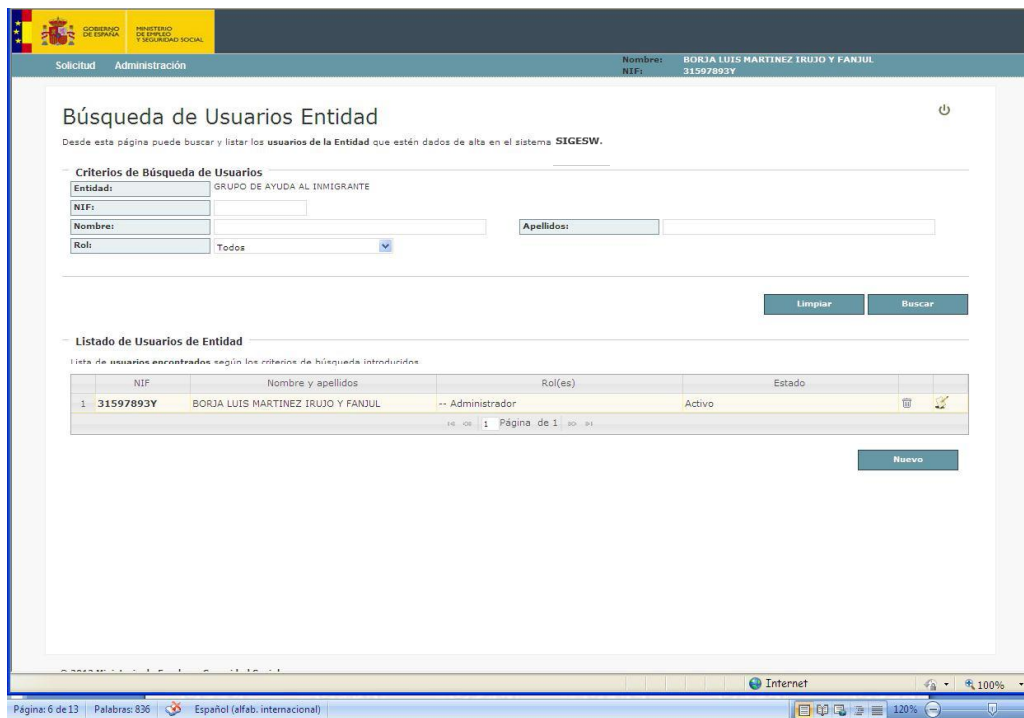 GOBIERNO DE ESPAÑA
MINISTERIO DE EMPLEO Y SEGURIDAD SOCIAL
Solicitud Administración
Nombre: BORJA LUIS MARTINEZ IRUJO Y FANJUL
NIF: 31597893Y
Búsqueda de Usuarios Entidad
Desde esta página puede buscar y listar los usuarios de la Entidad que estén dados de alta en el sistema SIGESW.
Criterios de Búsqueda de Usuarios
Entidad: GRUPO DE AYUDA AL INMIGRANTE
NIF:
Nombre: Apellidos:
Rol: Todos
Limpiar Buscar
Listado de Usuarios de Entidad
Lista de usuarios encontrados según los criterios de búsqueda introducidos
NIF Nombre y apellidos Rol(es) Estado
1 31597893Y BORJA LUIS MARTINEZ IRUJO Y FANJUL -- Administrador Activo
1 Página de 1
Nuevo
Internet 100%
Página: 6 de 13 Palabras: 836 Español (alfab. internacional) 120%